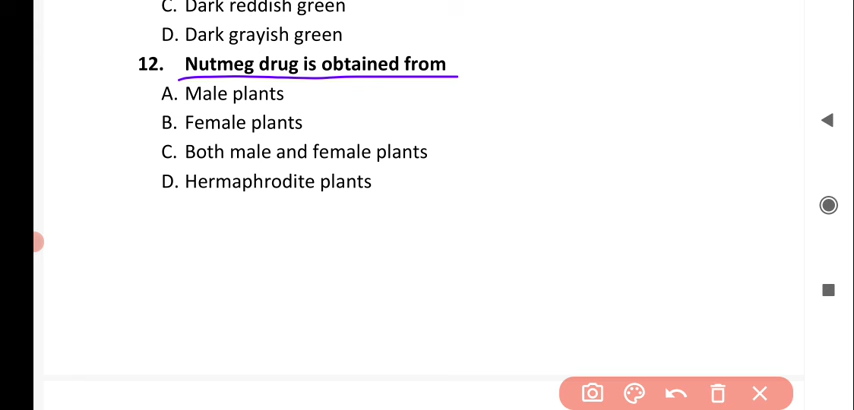 C. Dark reddish green
D. Dark grayish green
12. Nutmeg drug is obtained from
A. Male plants
B. Female plants
C. Both male and female plants
D. Hermaphrodite plants